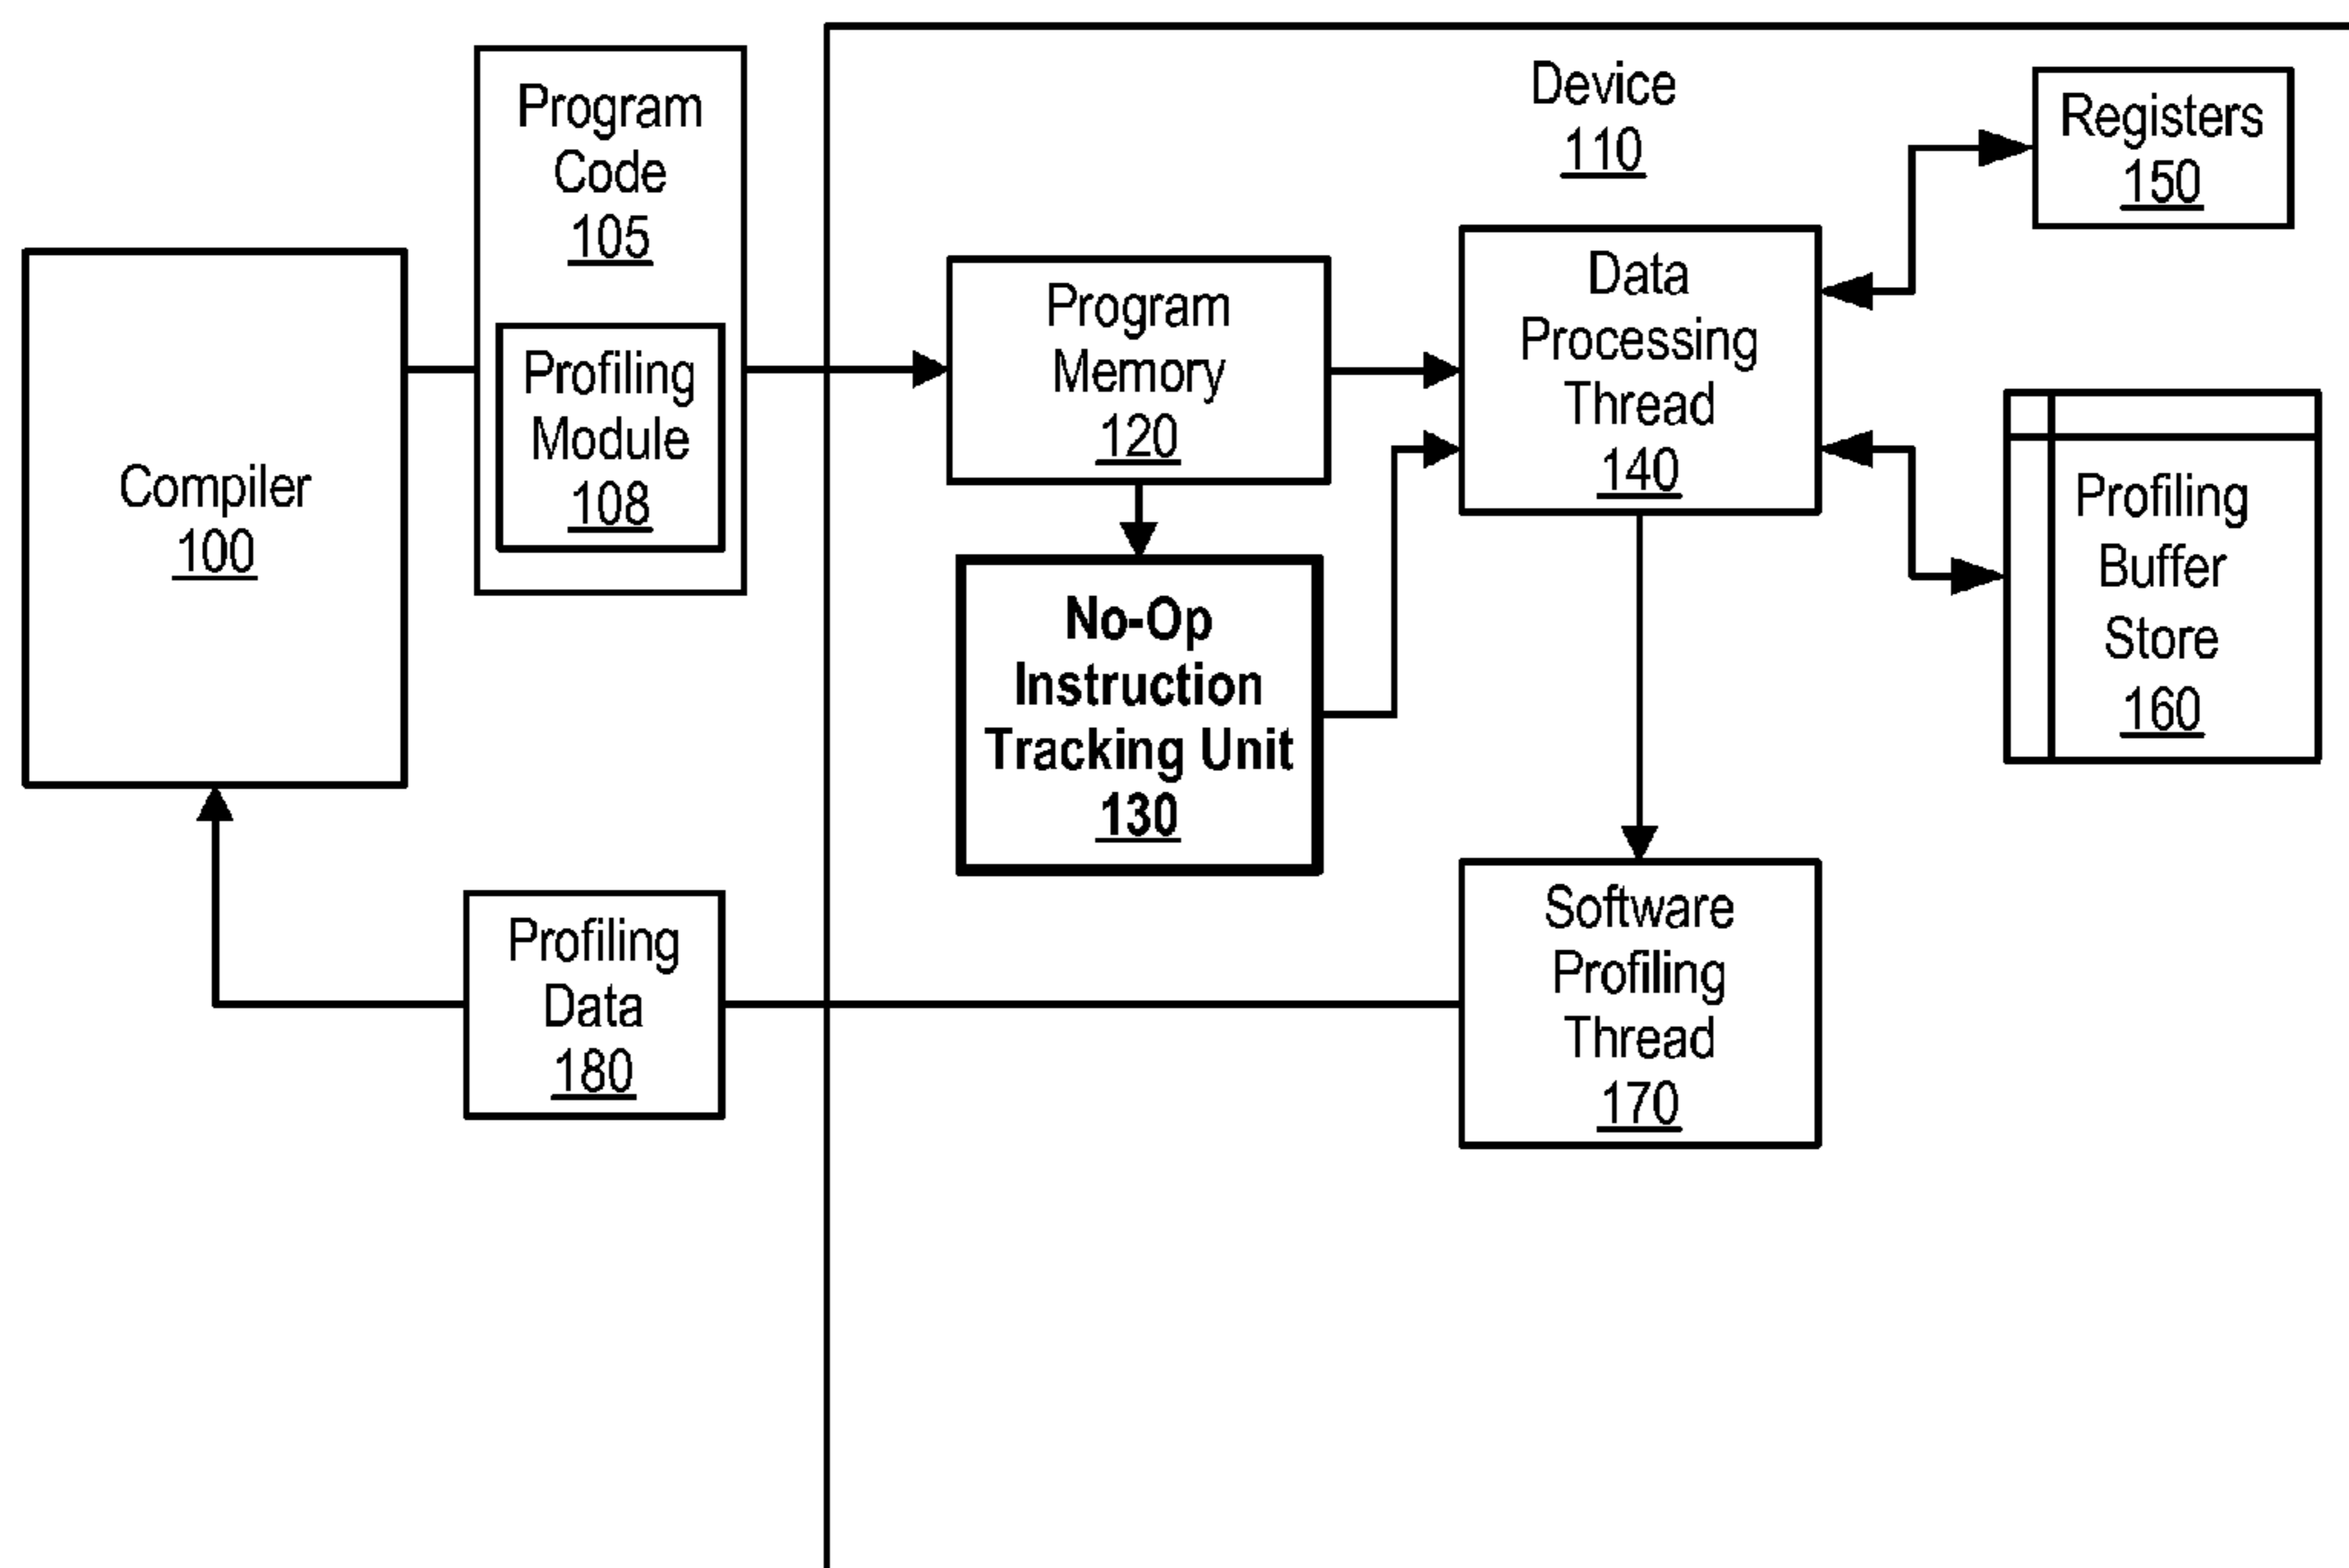 Compiler
100
Program
Code
105
Profiling
Module
108
Device
110
Program
Memory
120
No-Op
Instruction
Tracking Unit
130
Data
Processing
Thread
140
Registers
150
Profiling
Buffer
Store
160
Software
Profiling
Thread
170
Profiling
Data
180